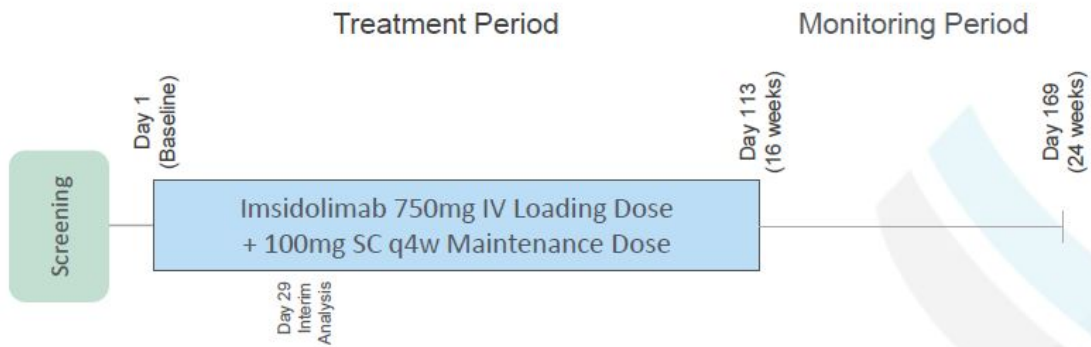 Treatment Period
Monitoring Period
Screening
Day 1
(Baseline)
Imsidolimab 750mg IV Loading Dose
+ 100mg SC q4w Maintenance Dose
Day 29
Interim
Analysis
Day 113
(16 weeks)
Day 169
(24 weeks)